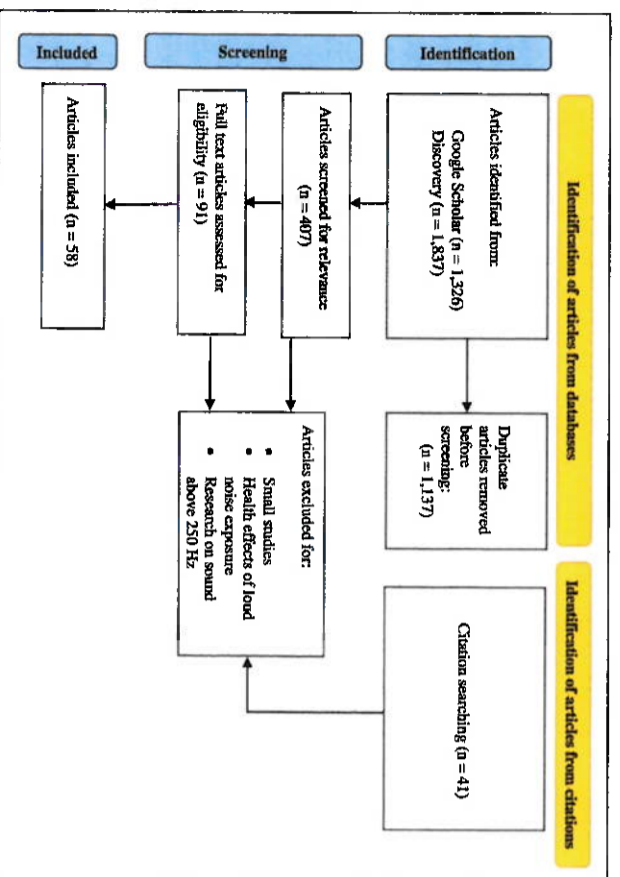 Identification of articles from databases
Identification of articles from citations
Identification
Articles identified from:
Google Scholar (n = 1,326)
Discovery (n = 1,837)
Duplicate
articles removed
before
screening:
(n = 1,137)
Citation searching (n = 41)
Screening
Articles screened for relevance
(n = 407)
Full text articles assessed for
eligibility (n = 91)
Articles excluded for:
• Small studies
• Health effects of loud
noise exposure
• Research on sound
above 250 Hz
Included
Articles included (n = 58)